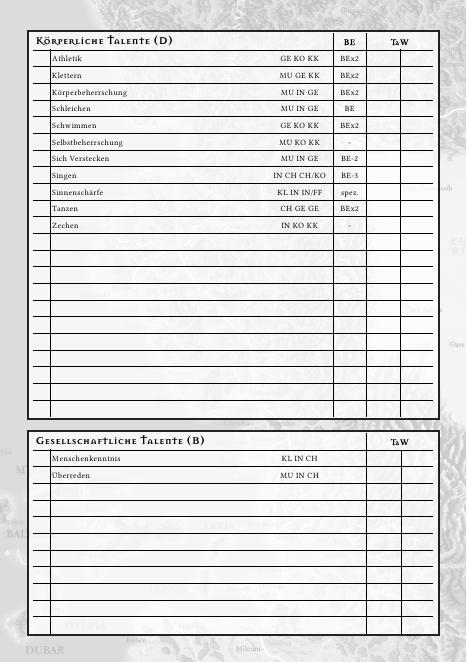 Körperliche Talente (D) BE TaW
Athletik GE KO KK BEx2
Klettern MU GE KK BEx2
Körperbeherrschung MU IN GE BEx2
Schleichen MU IN GE BE
Schwimmen GE KO KK BEx2
Selbstbeherrschung MU KO KK -
Sich Verstecken MU IN GE BE-2
Singen IN CH CH/KO BE-3
Sinnenschärfe KL IN IN/FF spez.
Tanzen CH GE GE BEx2
Zechen IN KO KK -
Gesellschaftliche Talente (B) TaW
Menschenkenntnis KL IN CH
Überreden MU IN CH
DUBAR